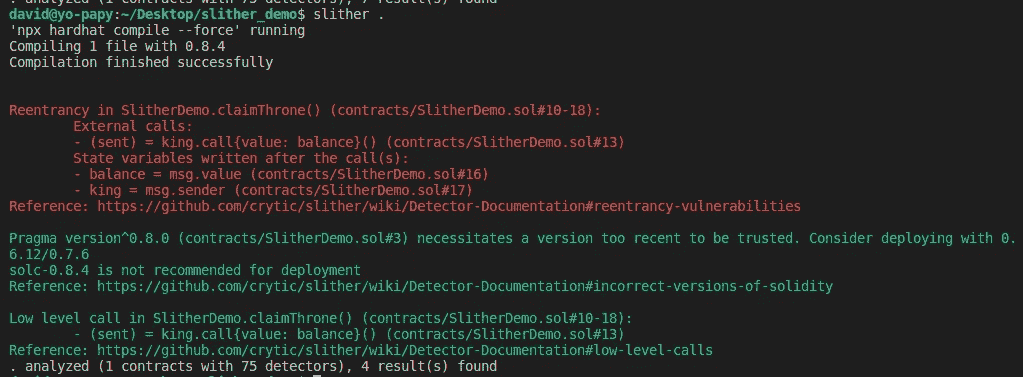 . analyzed (1 contracts with 75 detectors), 7 result(s) found
david@yo-papy:~/Desktop/slither_demo$ slither .
'npx hardhat compile --force' running
Compiling 1 file with 0.8.4
Compilation finished successfully
Reentrancy in SlitherDemo.claimThrone() (contracts/SlitherDemo.sol#10-18):
External calls:
- (sent) = king.call{value: balance}() (contracts/SlitherDemo.sol#13)
State variables written after the call(s):
- balance = msg.value (contracts/SlitherDemo.sol#16)
- king = msg.sender (contracts/SlitherDemo.sol#17)
Reference: https://github.com/crytic/slither/wiki/Detector-Documentation#reentrancy-vulnerabilities
Pragma version^0.8.0 (contracts/SlitherDemo.sol#3) necessitates a version too recent to be trusted. Consider deploying with 0.
6.12/0.7.6
solc-0.8.4 is not recommended for deployment
Reference: https://github.com/crytic/slither/wiki/Detector-Documentation#incorrect-versions-of-solidity
Low level call in SlitherDemo.claimThrone() (contracts/SlitherDemo.sol#10-18):
- (sent) = king.call{value: balance}() (contracts/SlitherDemo.sol#13)
Reference: https://github.com/crytic/slither/wiki/Detector-Documentation#low-level-calls
. analyzed (1 contracts with 75 detectors), 4 result(s) found